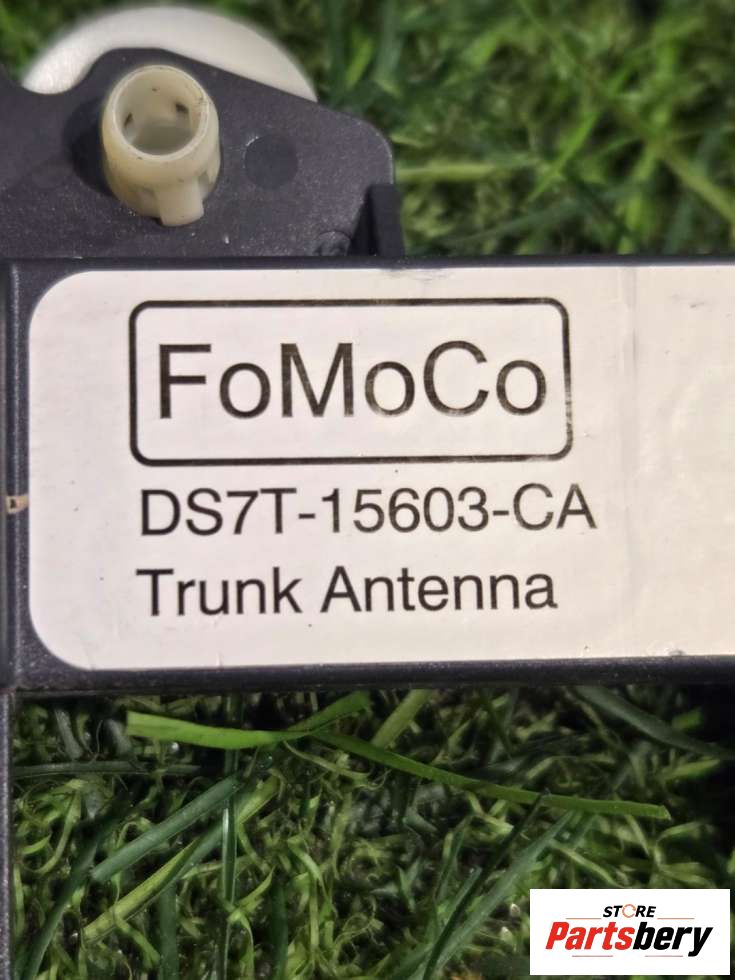 FoMoCo
DS7T-15603-CA
Trunk Antenna
STORE
Partsbery